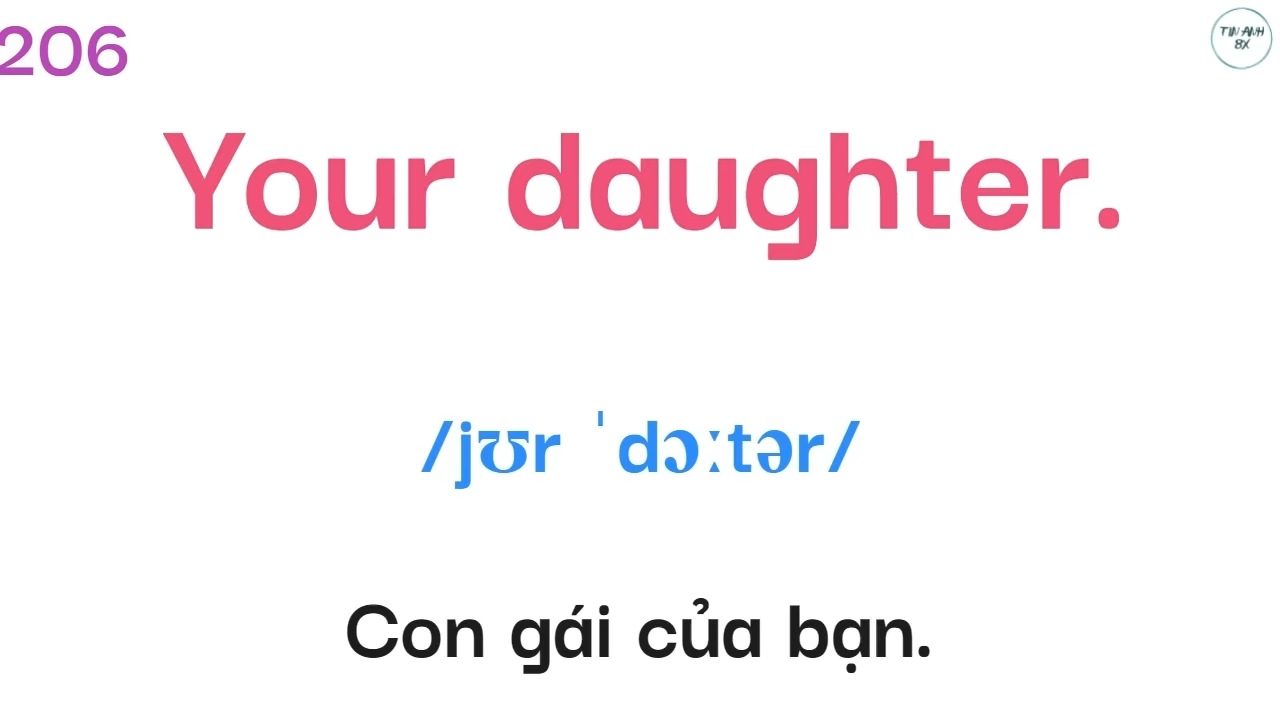 206
TIN ANH
8X
Your daughter.
/jʊr ˈdɔːtər/
Con gái của bạn.